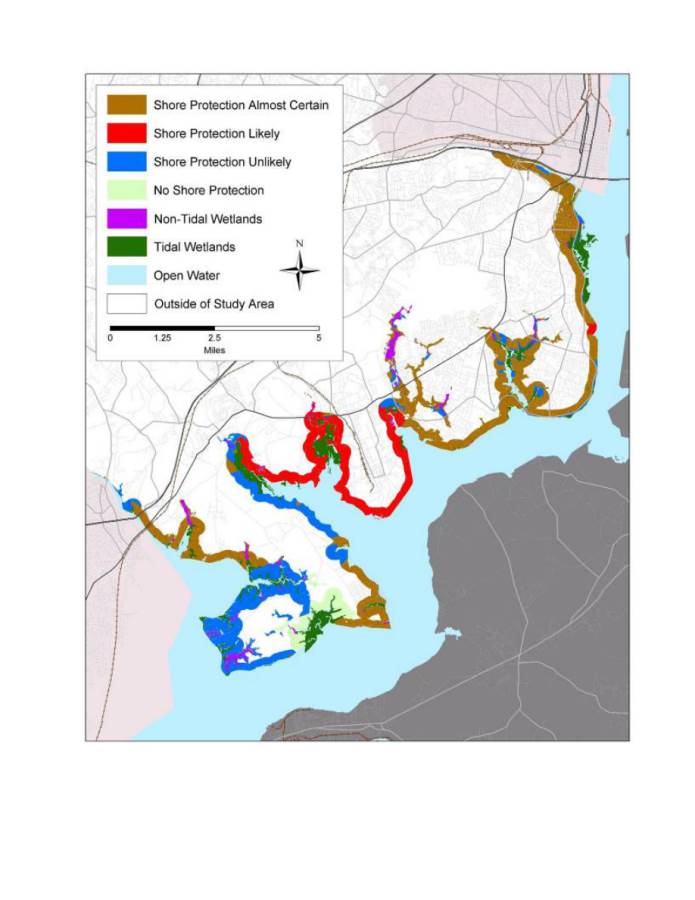 Shore Protection Almost Certain
Shore Protection Likely
Shore Protection Unlikely
No Shore Protection
Non-Tidal Wetlands
N
Tidal Wetlands
Open Water
Outside of Study Area
0 1.25 2.5 5
Miles